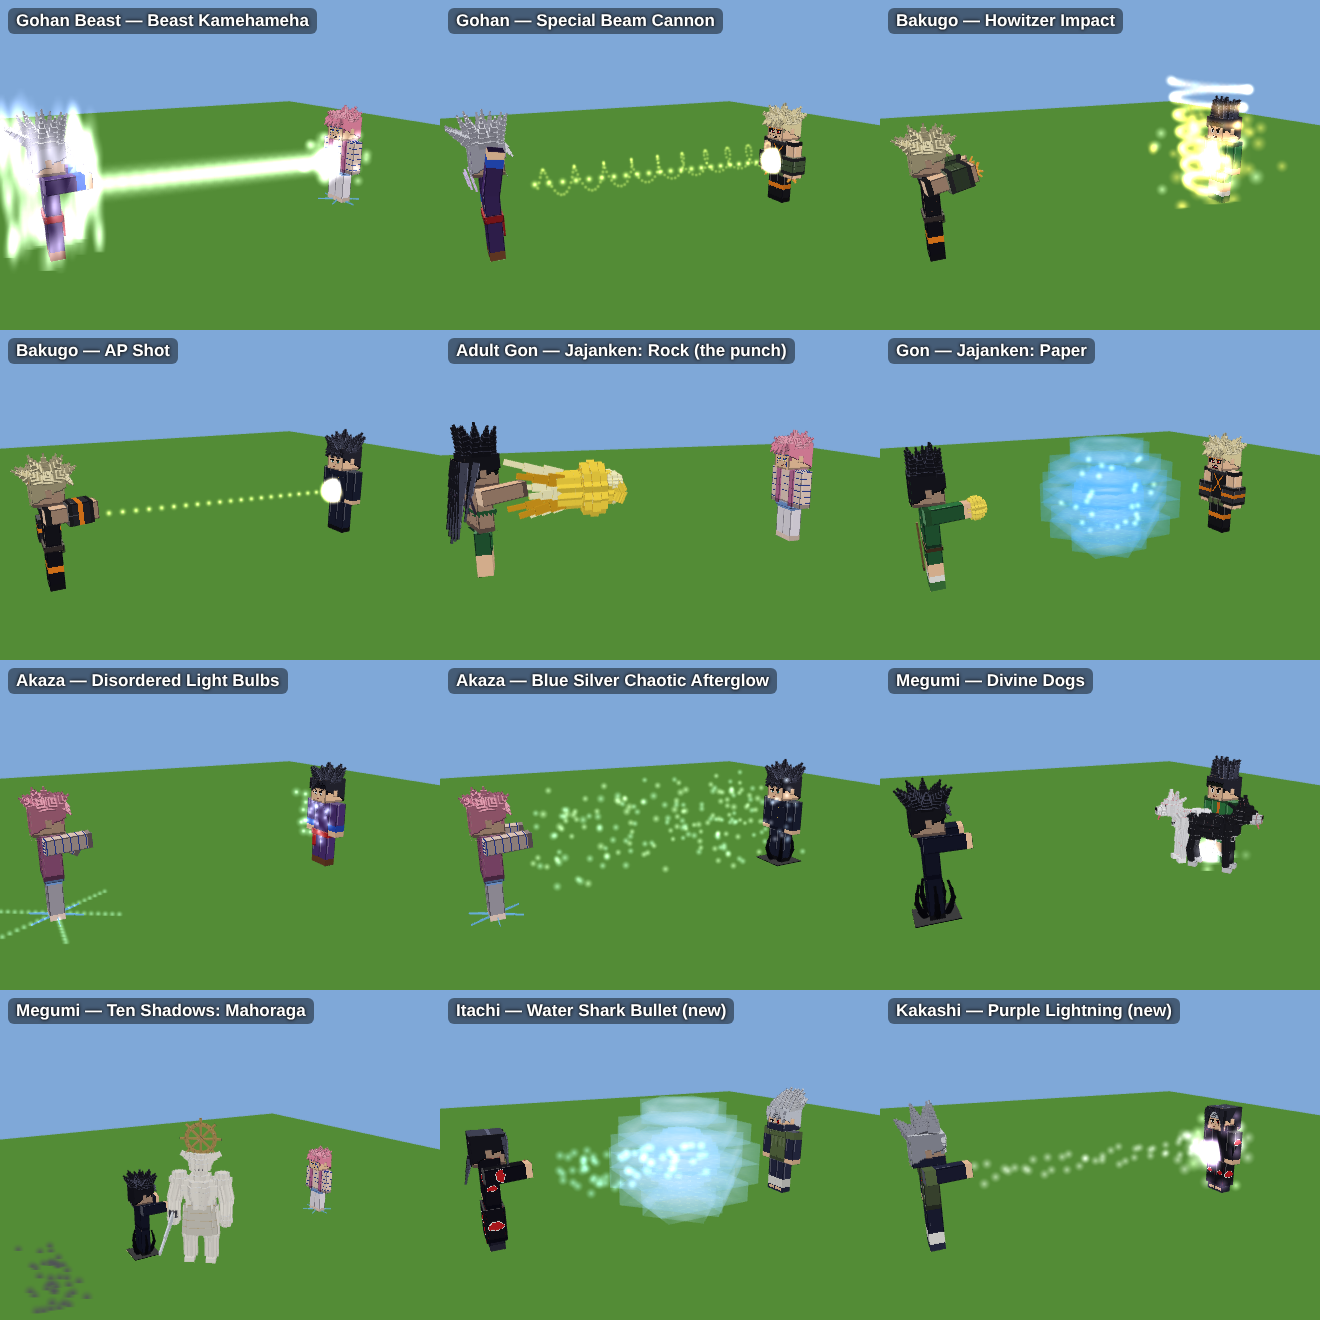 Gohan Beast — Beast Kamehameha
Gohan — Special Beam Cannon
Bakugo — Howitzer Impact
Bakugo — AP Shot
Adult Gon — Jajanken: Rock (the punch)
Gon — Jajanken: Paper
Akaza — Disordered Light Bulbs
Akaza — Blue Silver Chaotic Afterglow
Megumi — Divine Dogs
Megumi — Ten Shadows: Mahoraga
Itachi — Water Shark Bullet (new)
Kakashi — Purple Lightning (new)